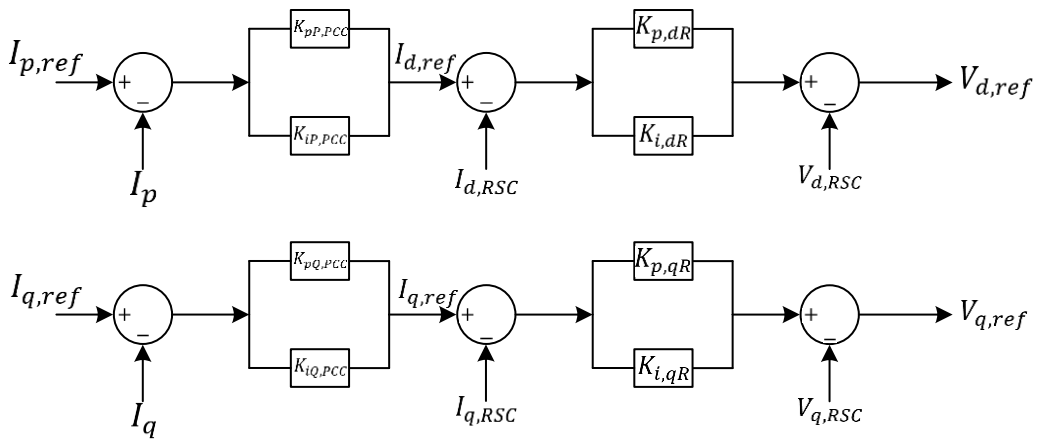 K_{pP,PCC}
K_{p,dR}
I_{p,ref}
+
−
I_{d,ref}
+
−
+
−
V_{d,ref}
K_{iP,PCC}
K_{i,dR}
I_p
I_{d,RSC}
V_{d,RSC}
K_{pQ,PCC}
K_{p,qR}
I_{q,ref}
+
−
I_{q,ref}
+
−
+
−
V_{q,ref}
K_{iQ,PCC}
K_{i,qR}
I_q
I_{q,RSC}
V_{q,RSC}